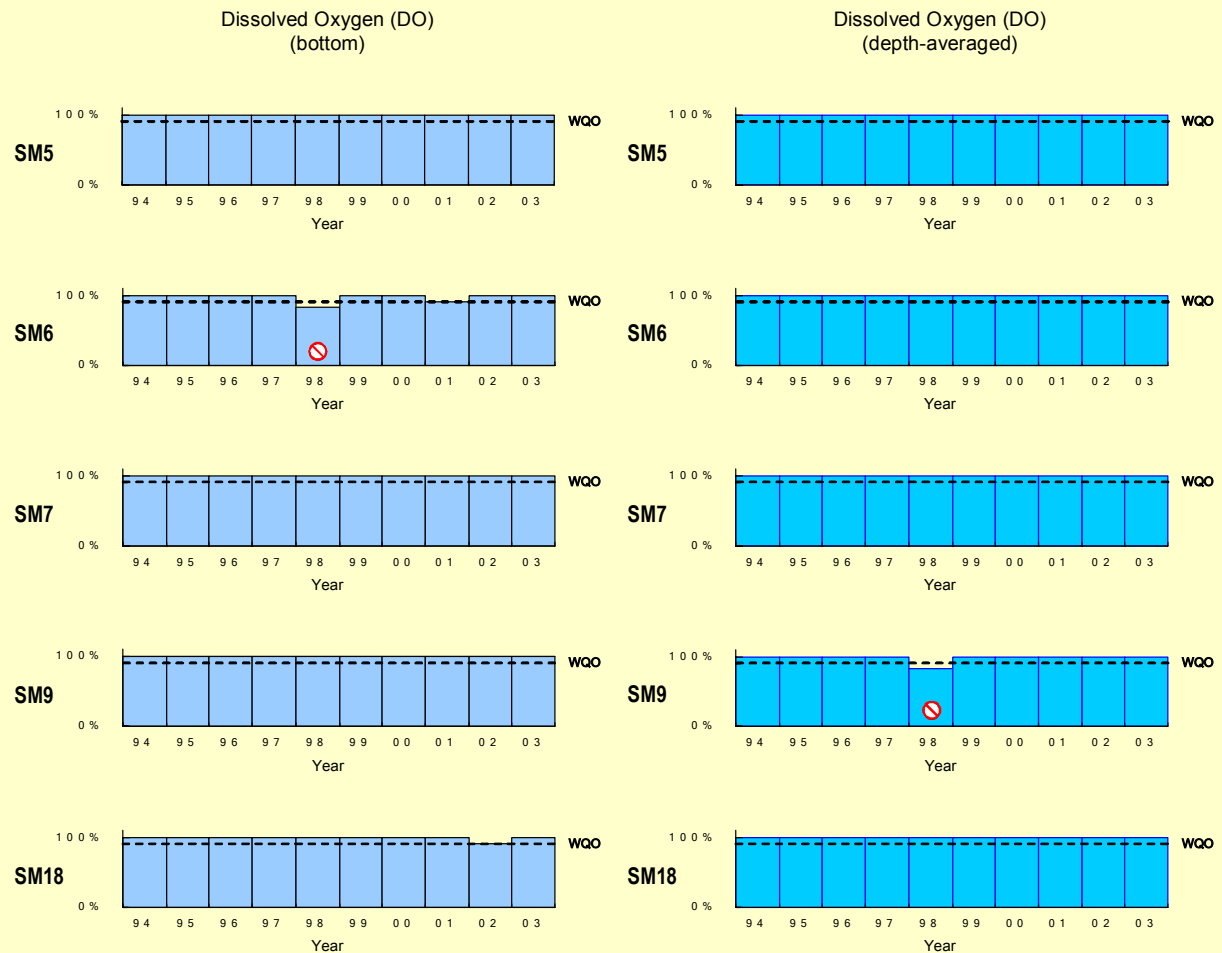 Dissolved Oxygen (DO)
(bottom)
Dissolved Oxygen (DO)
(depth-averaged)
SM5
100%
0%
WQO
94 95 96 97 98 99 00 01 02 03
Year
SM5
100%
0%
WQO
94 95 96 97 98 99 00 01 02 03
Year
SM6
100%
0%
WQO
94 95 96 97 98 99 00 01 02 03
Year
SM6
100%
0%
WQO
94 95 96 97 98 99 00 01 02 03
Year
SM7
100%
0%
WQO
94 95 96 97 98 99 00 01 02 03
Year
SM7
100%
0%
WQO
94 95 96 97 98 99 00 01 02 03
Year
SM9
100%
0%
WQO
94 95 96 97 98 99 00 01 02 03
Year
SM9
100%
0%
WQO
94 95 96 97 98 99 00 01 02 03
Year
SM18
100%
0%
WQO
94 95 96 97 98 99 00 01 02 03
Year
SM18
100%
0%
WQO
94 95 96 97 98 99 00 01 02 03
Year